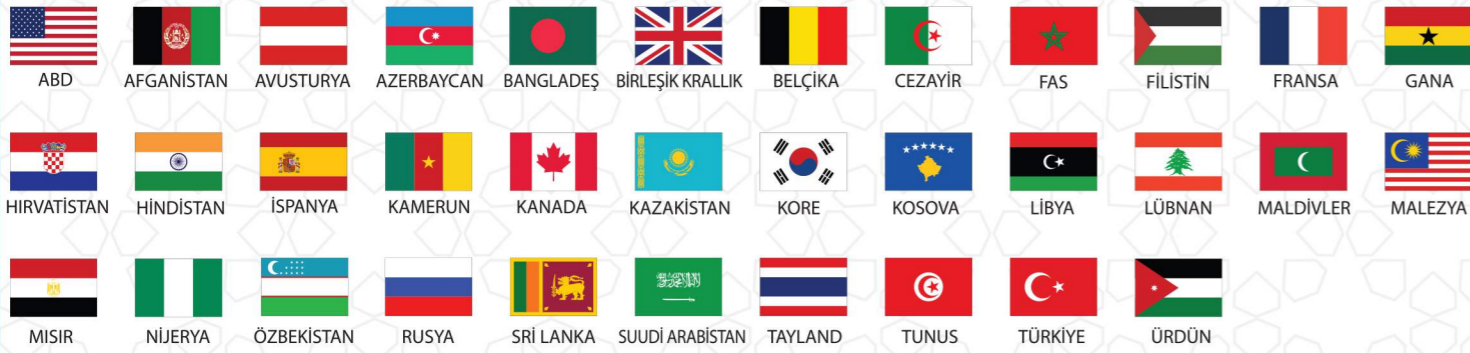 ABD AFGANİSTAN AVUSTURYA AZERBAYCAN BANGLADEŞ BİRLEŞİK KRALLIK BELÇİKA CEZAYİR FAS FİLİSTİN FRANSA GANA
HIRVATİSTAN HİNDİSTAN İSPANYA KAMERUN KANADA KAZAKİSTAN KORE KOSOVA LİBYA LÜBNAN MALDİVLER MALEZYA
MISIR NİJERYA ÖZBEKİSTAN RUSYA SRİ LANKA SUUDİ ARABİSTAN TAYLAND TUNUS TÜRKİYE ÜRDÜN